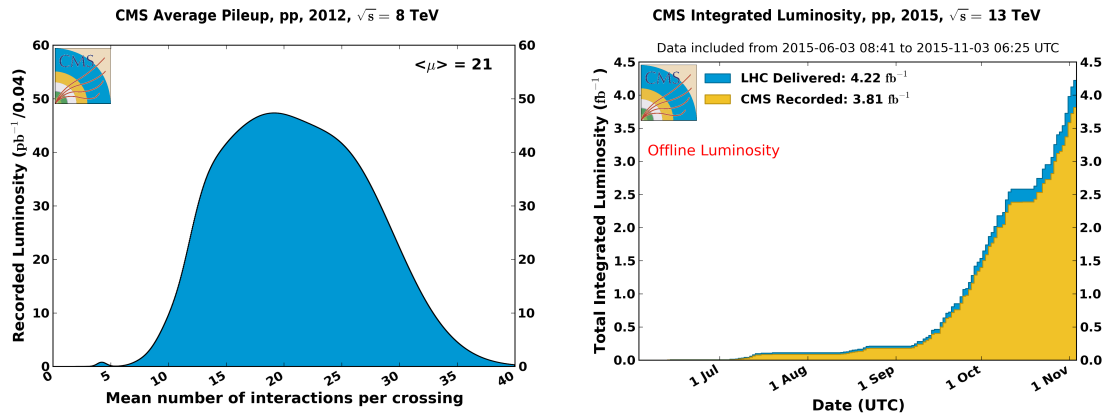 CMS Average Pileup, pp, 2012, √s = 8 TeV
CMS
<μ> = 21
Recorded Luminosity (pb⁻¹/0.04)
60
50
40
30
20
10
0
60
50
40
30
20
10
0
0 5 10 15 20 25 30 35 40
Mean number of interactions per crossing
CMS Integrated Luminosity, pp, 2015, √s = 13 TeV
Data included from 2015-06-03 08:41 to 2015-11-03 06:25 UTC
CMS
LHC Delivered: 4.22 fb⁻¹
CMS Recorded: 3.81 fb⁻¹
Offline Luminosity
Total Integrated Luminosity (fb⁻¹)
4.5
4.0
3.5
3.0
2.5
2.0
1.5
1.0
0.5
0.0
4.5
4.0
3.5
3.0
2.5
2.0
1.5
1.0
0.5
0.0
1 Jul 1 Aug 1 Sep 1 Oct 1 Nov
Date (UTC)